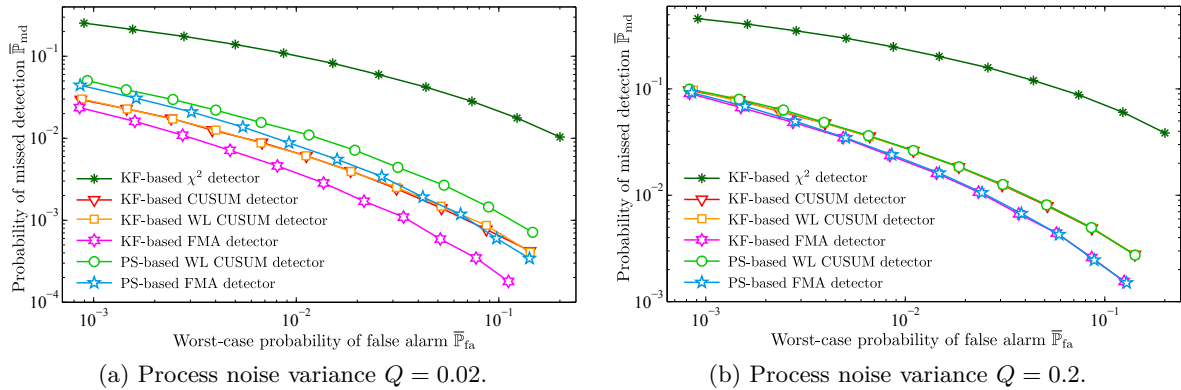 Probability of missed detection P̅md
10⁰
10⁻¹
10⁻²
10⁻³
10⁻⁴
KF-based χ² detector
KF-based CUSUM detector
KF-based WL CUSUM detector
KF-based FMA detector
PS-based WL CUSUM detector
PS-based FMA detector
10⁻³
10⁻²
10⁻¹
Worst-case probability of false alarm P̅fa
(a) Process noise variance Q = 0.02.
Probability of missed detection P̅md
10⁰
10⁻¹
10⁻²
10⁻³
KF-based χ² detector
KF-based CUSUM detector
KF-based WL CUSUM detector
KF-based FMA detector
PS-based WL CUSUM detector
PS-based FMA detector
10⁻³
10⁻²
10⁻¹
Worst-case probability of false alarm P̅fa
(b) Process noise variance Q = 0.2.